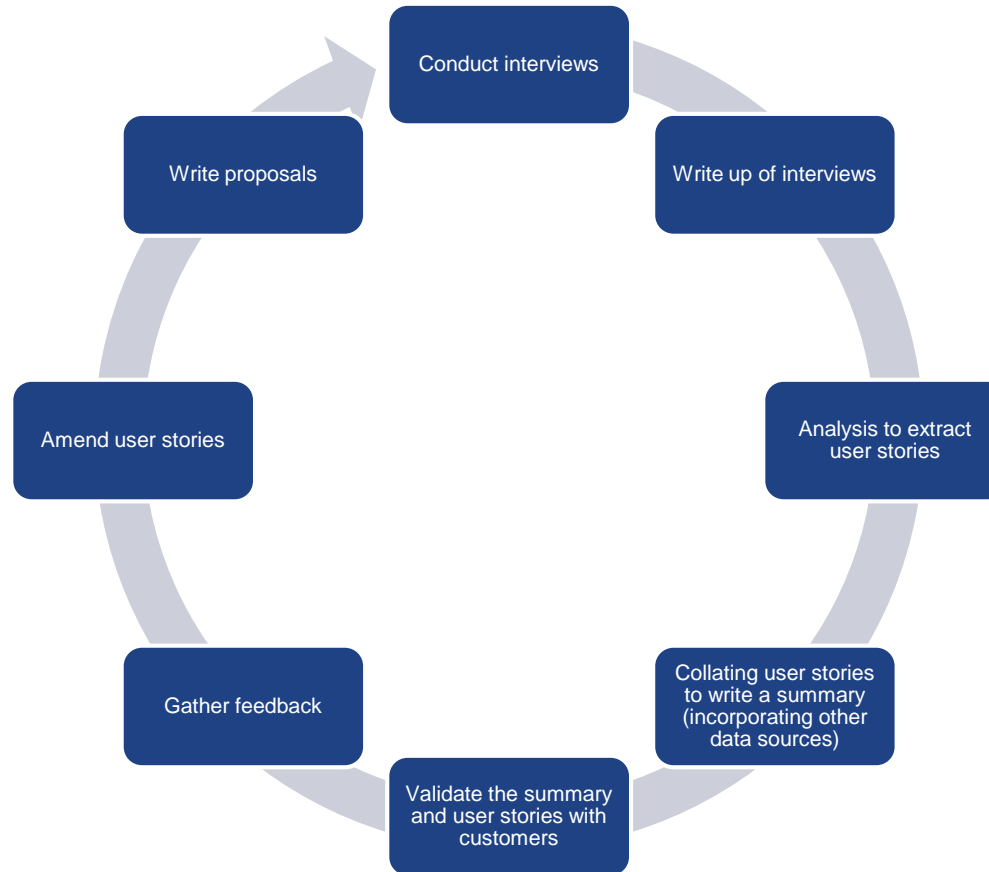 Conduct interviews
Write up of interviews
Analysis to extract
user stories
Collating user stories
to write a summary
(incorporating other
data sources)
Validate the summary
and user stories with
customers
Gather feedback
Amend user stories
Write proposals